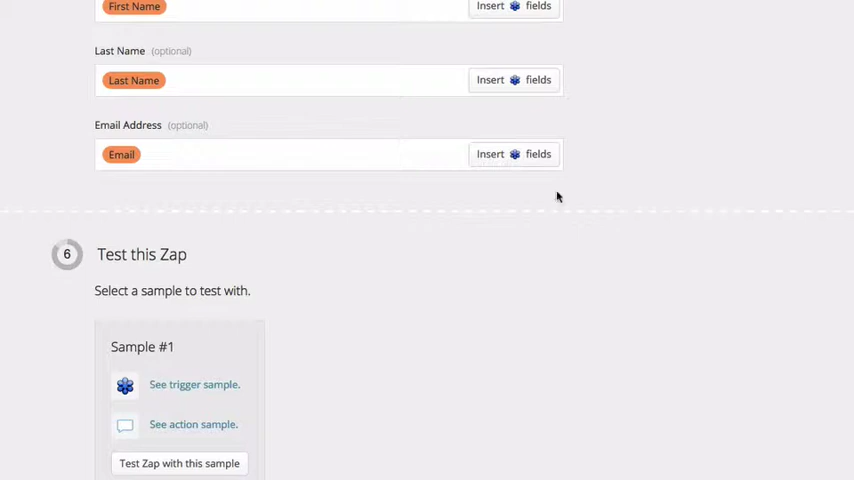 First Name
Insert fields
Last Name (optional)
Last Name
Insert fields
Email Address (optional)
Email
Insert fields
6 Test this Zap
Select a sample to test with.
Sample #1
See trigger sample.
See action sample.
Test Zap with this sample